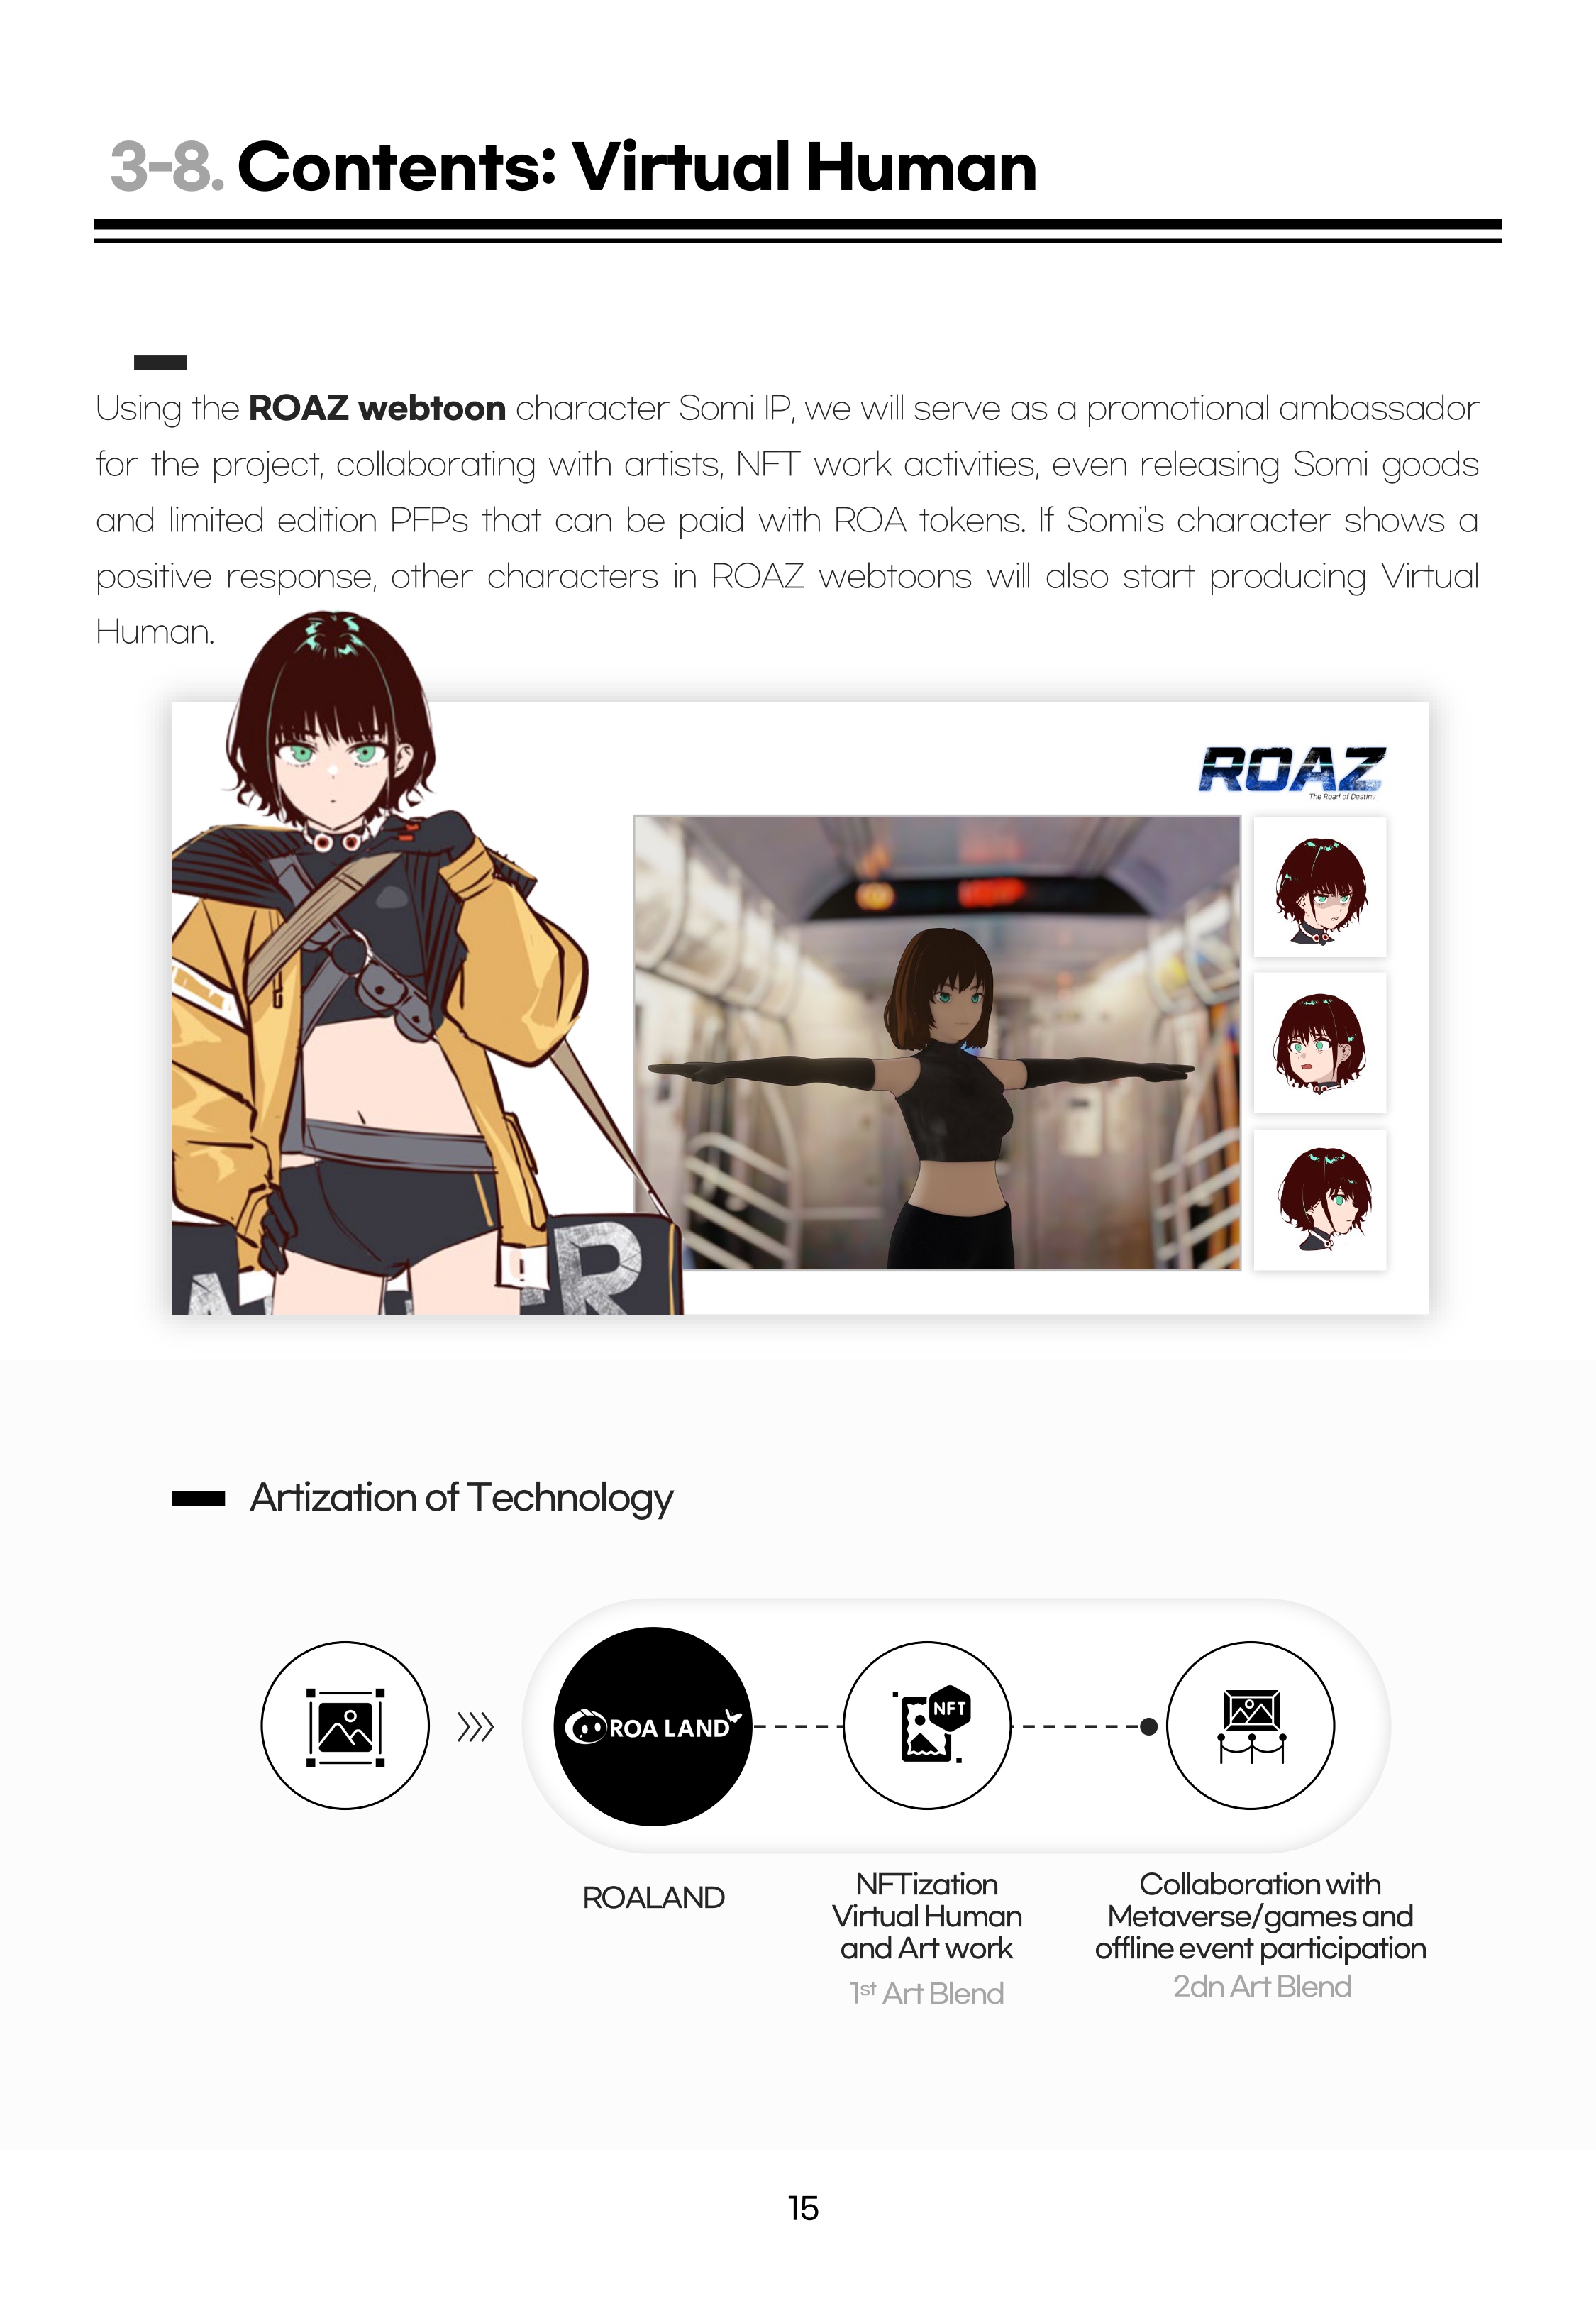 3-8. Contents: Virtual Human
Using the ROAZ webtoon character Somi IP, we will serve as a promotional ambassador
for the project, collaborating with artists, NFT work activities, even releasing Somi goods
and limited edition PFPs that can be paid with ROA tokens. If Somi's character shows a
positive response, other characters in ROAZ webtoons will also start producing Virtual
Human.
ROAZ
The Road of Destiny
R
Artization of Technology
ROA LAND
NFT
ROALAND
NFTization
Virtual Human
and Art work
1st Art Blend
Collaboration with
Metaverse/games and
offline event participation
2dn Art Blend
15